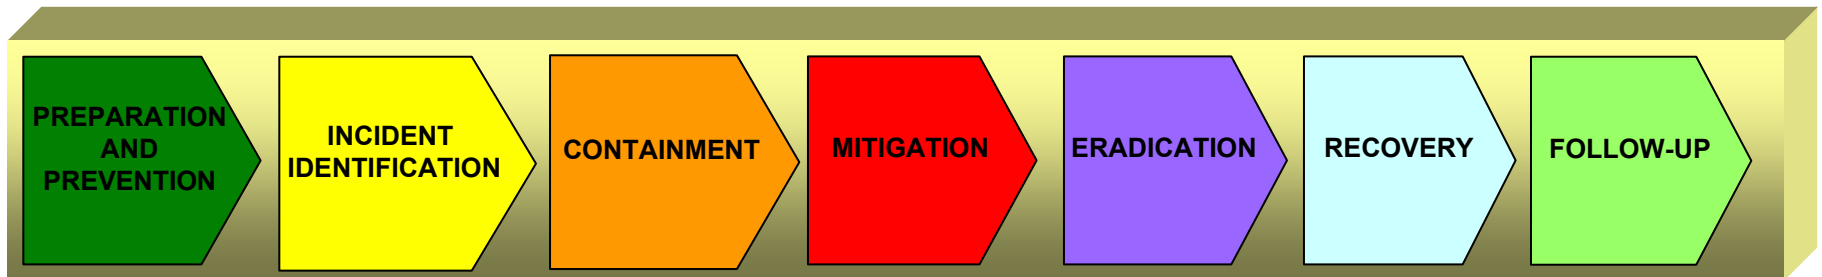 PREPARATION
AND
PREVENTION
INCIDENT
IDENTIFICATION
CONTAINMENT
MITIGATION
ERADICATION
RECOVERY
FOLLOW-UP